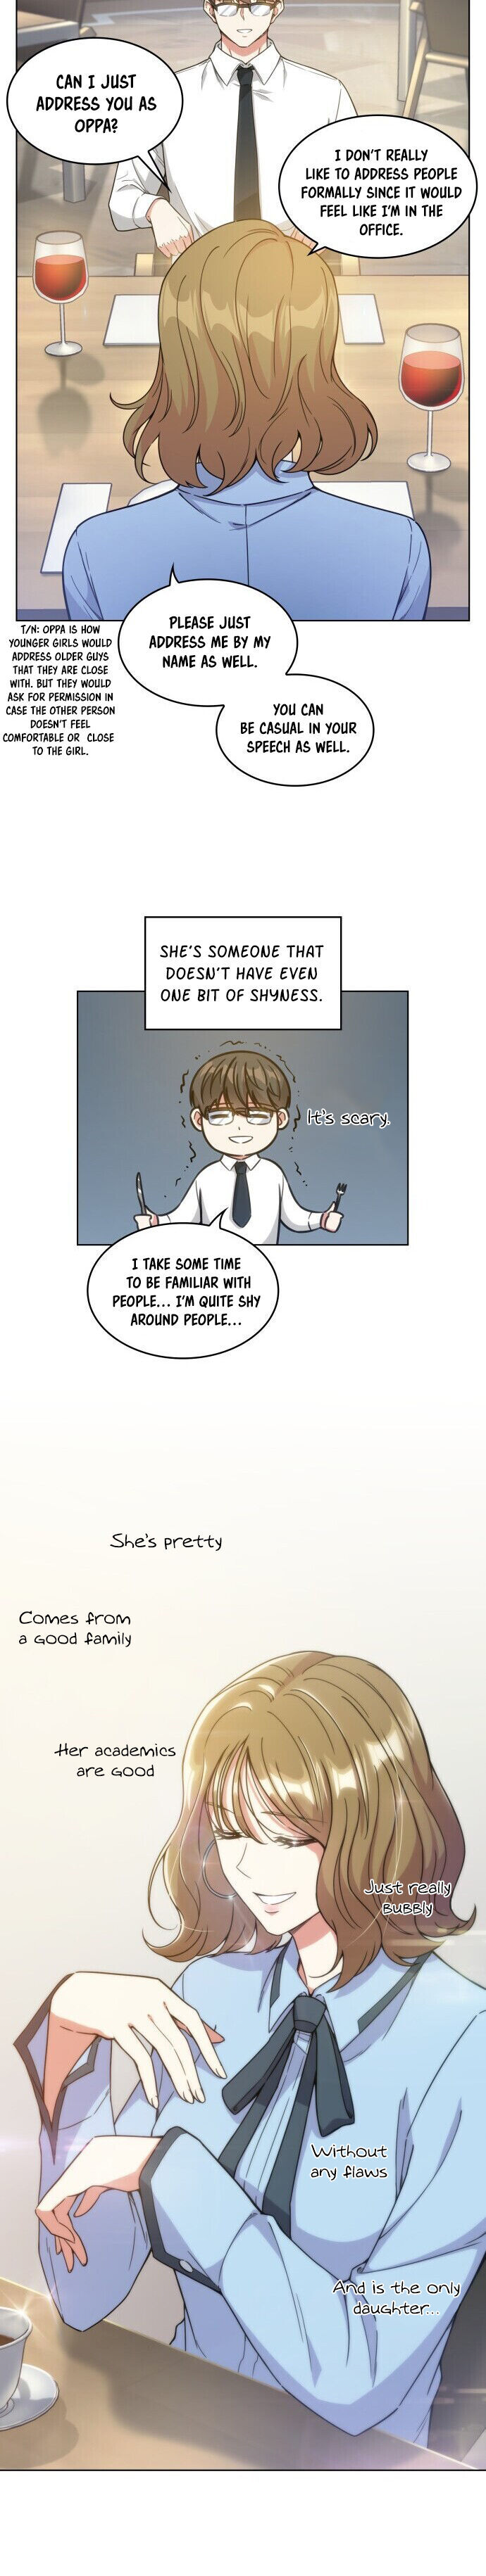 CAN I JUST
ADDRESS YOU AS
OPPA?
I DON'T REALLY
LIKE TO ADDRESS PEOPLE
FORMALLY SINCE IT WOULD
FEEL LIKE I'M IN THE
OFFICE.
PLEASE JUST
ADDRESS ME BY MY
NAME AS WELL.
T/N: OPPA IS HOW
YOUNGER GIRLS WOULD
ADDRESS OLDER GUYS
THAT THEY ARE CLOSE
WITH. BUT THEY WOULD
ASK FOR PERMISSION IN
CASE THE OTHER PERSON
DOESN'T FEEL
COMFORTABLE OR CLOSE
TO THE GIRL.
YOU CAN
BE CASUAL IN YOUR
SPEECH AS WELL.
SHE'S SOMEONE THAT
DOESN'T HAVE EVEN
ONE BIT OF SHYNESS.
It's scary.
I TAKE SOME TIME
TO BE FAMILIAR WITH
PEOPLE... I'M QUITE SHY
AROUND PEOPLE...
She's pretty
Comes from
a good family
Her academics
are good
Just really
bubbly
Without
any flaws
And is the only
daughter...